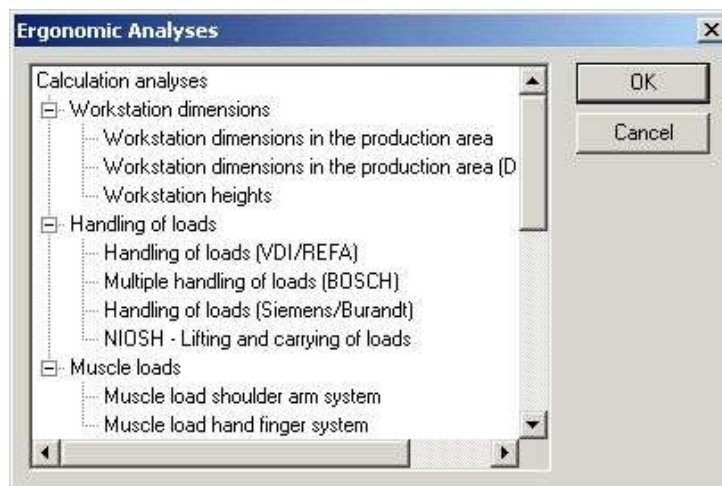 Ergonomic Analyses
Calculation analyses
Workstation dimensions
Workstation dimensions in the production area
Workstation dimensions in the production area (D
Workstation heights
Handling of loads
Handling of loads (VDI/REFA)
Multiple handling of loads (BOSCH)
Handling of loads (Siemens/Burandt)
NIOSH - Lifting and carrying of loads
Muscle loads
Muscle load shoulder arm system
Muscle load hand finger system
OK
Cancel